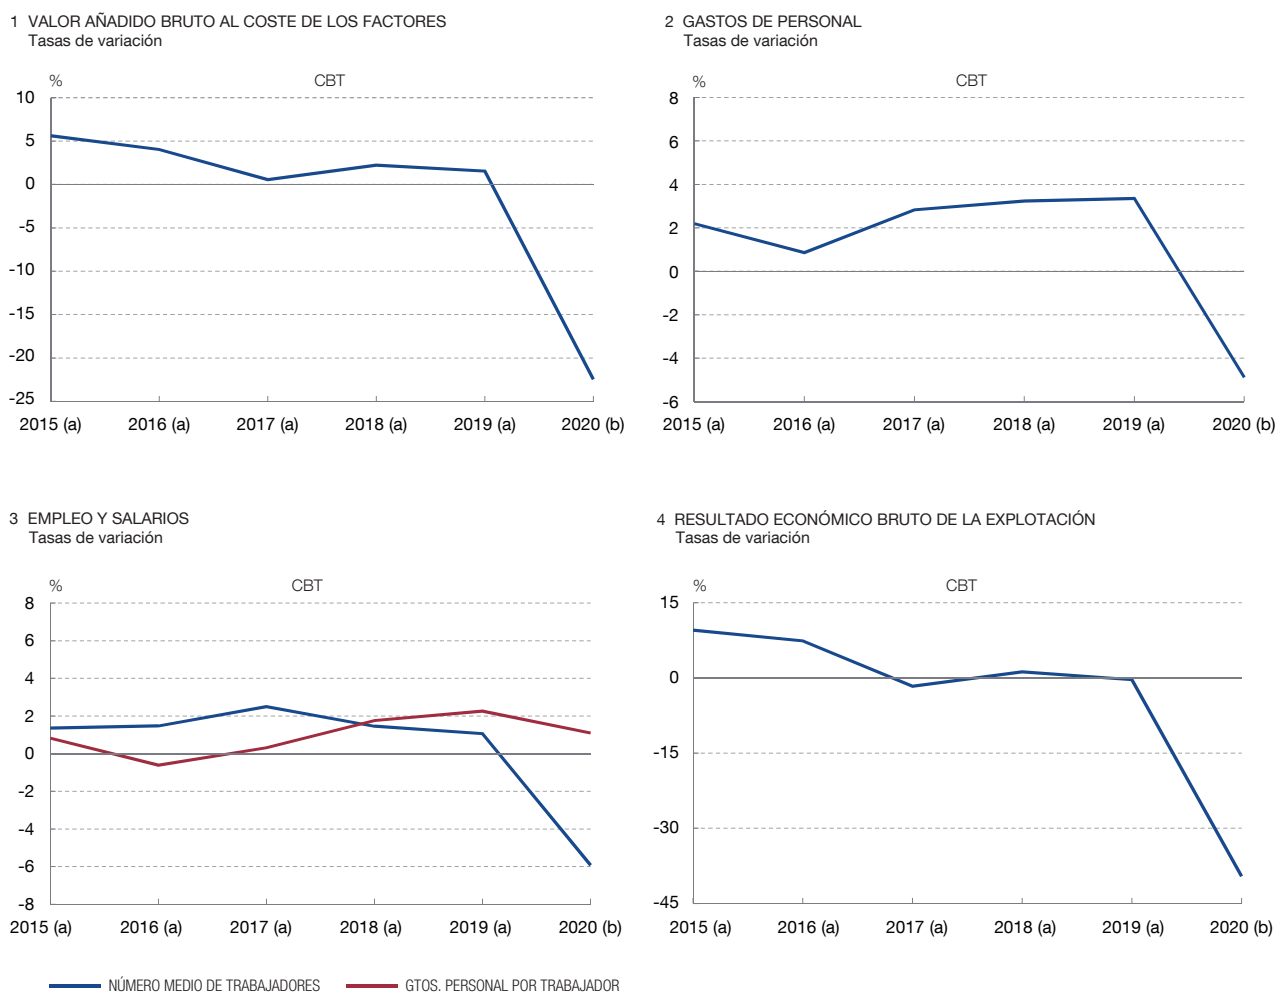 1 VALOR AÑADIDO BRUTO AL COSTE DE LOS FACTORES
Tasas de variación
%
CBT
10
5
0
-5
-10
-15
-20
-25
2015 (a) 2016 (a) 2017 (a) 2018 (a) 2019 (a) 2020 (b)
2 GASTOS DE PERSONAL
Tasas de variación
%
CBT
8
6
4
2
0
-2
-4
-6
2015 (a) 2016 (a) 2017 (a) 2018 (a) 2019 (a) 2020 (b)
3 EMPLEO Y SALARIOS
Tasas de variación
%
CBT
8
6
4
2
0
-2
-4
-6
-8
2015 (a) 2016 (a) 2017 (a) 2018 (a) 2019 (a) 2020 (b)
NÚMERO MEDIO DE TRABAJADORES GTOS. PERSONAL POR TRABAJADOR
4 RESULTADO ECONÓMICO BRUTO DE LA EXPLOTACIÓN
Tasas de variación
%
CBT
15
0
-15
-30
-45
2015 (a) 2016 (a) 2017 (a) 2018 (a) 2019 (a) 2020 (b)